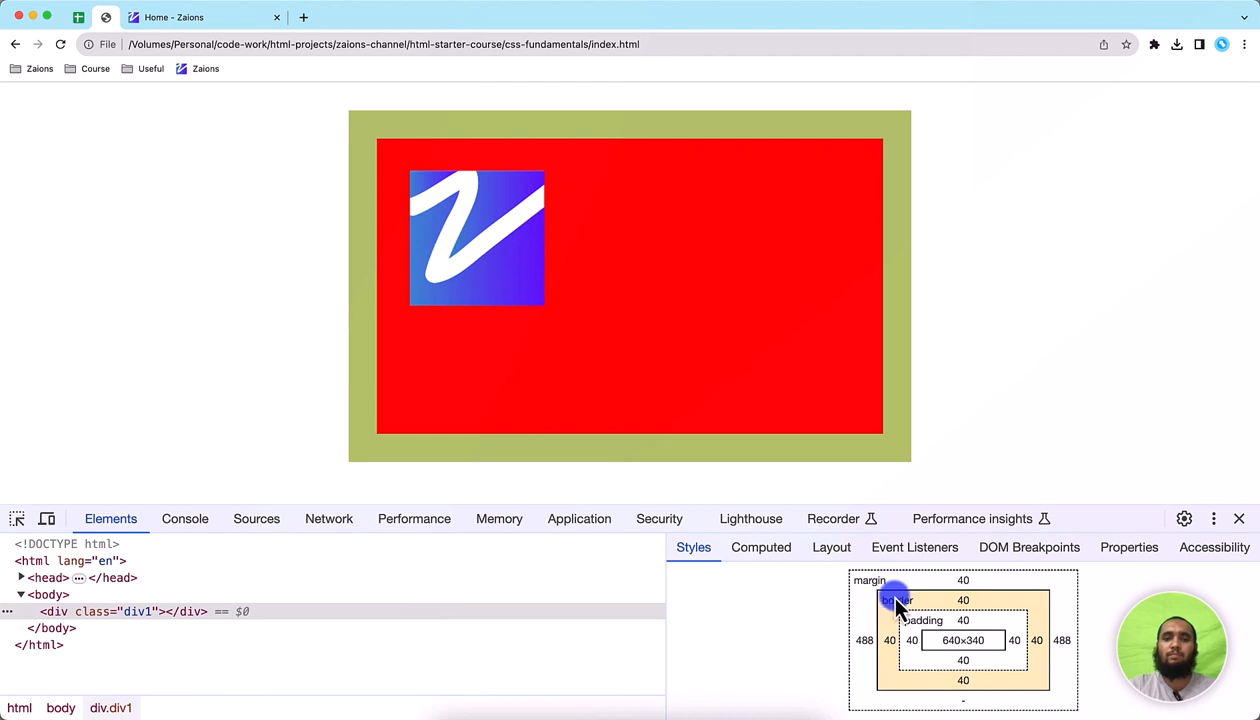 Home - Zaions
File
/Volumes/Personal/code-work/html-projects/zaions-channel/html-starter-course/css-fundamentals/index.html
Zaions Course Useful Zaions
Elements Console Sources Network Performance Memory Application Security Lighthouse Recorder Performance insights
<!DOCTYPE html>
<html lang="en">
<head> ••• </head>
<body>
••• <div class="div1"></div> == $0
</body>
</html>
html body div.div1
Styles Computed Layout Event Listeners DOM Breakpoints Properties Accessibility
margin 40
border 40
padding 40
488 40 40 640×340 40 40 488
40
40
-